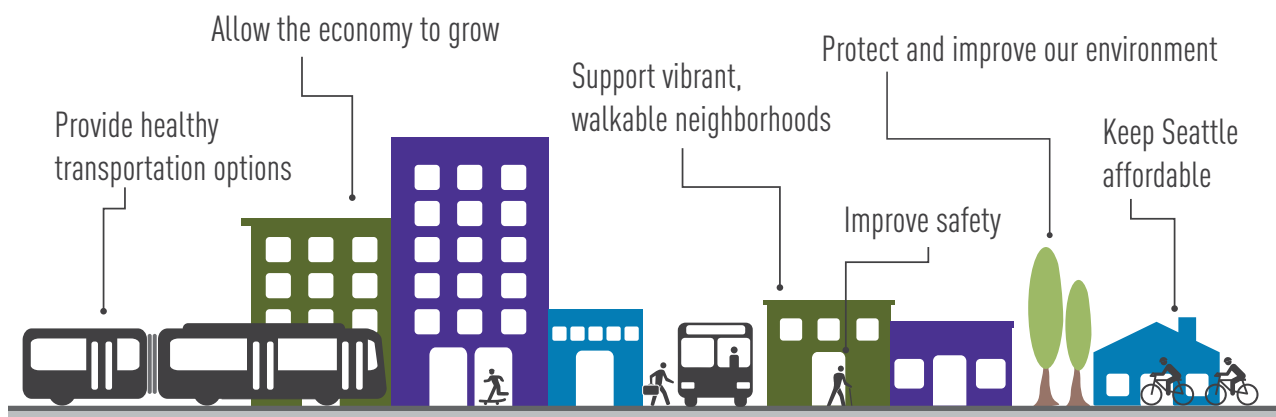 Allow the economy to grow
Provide healthy
transportation options
Support vibrant,
walkable neighborhoods
Improve safety
Protect and improve our environment
Keep Seattle
affordable